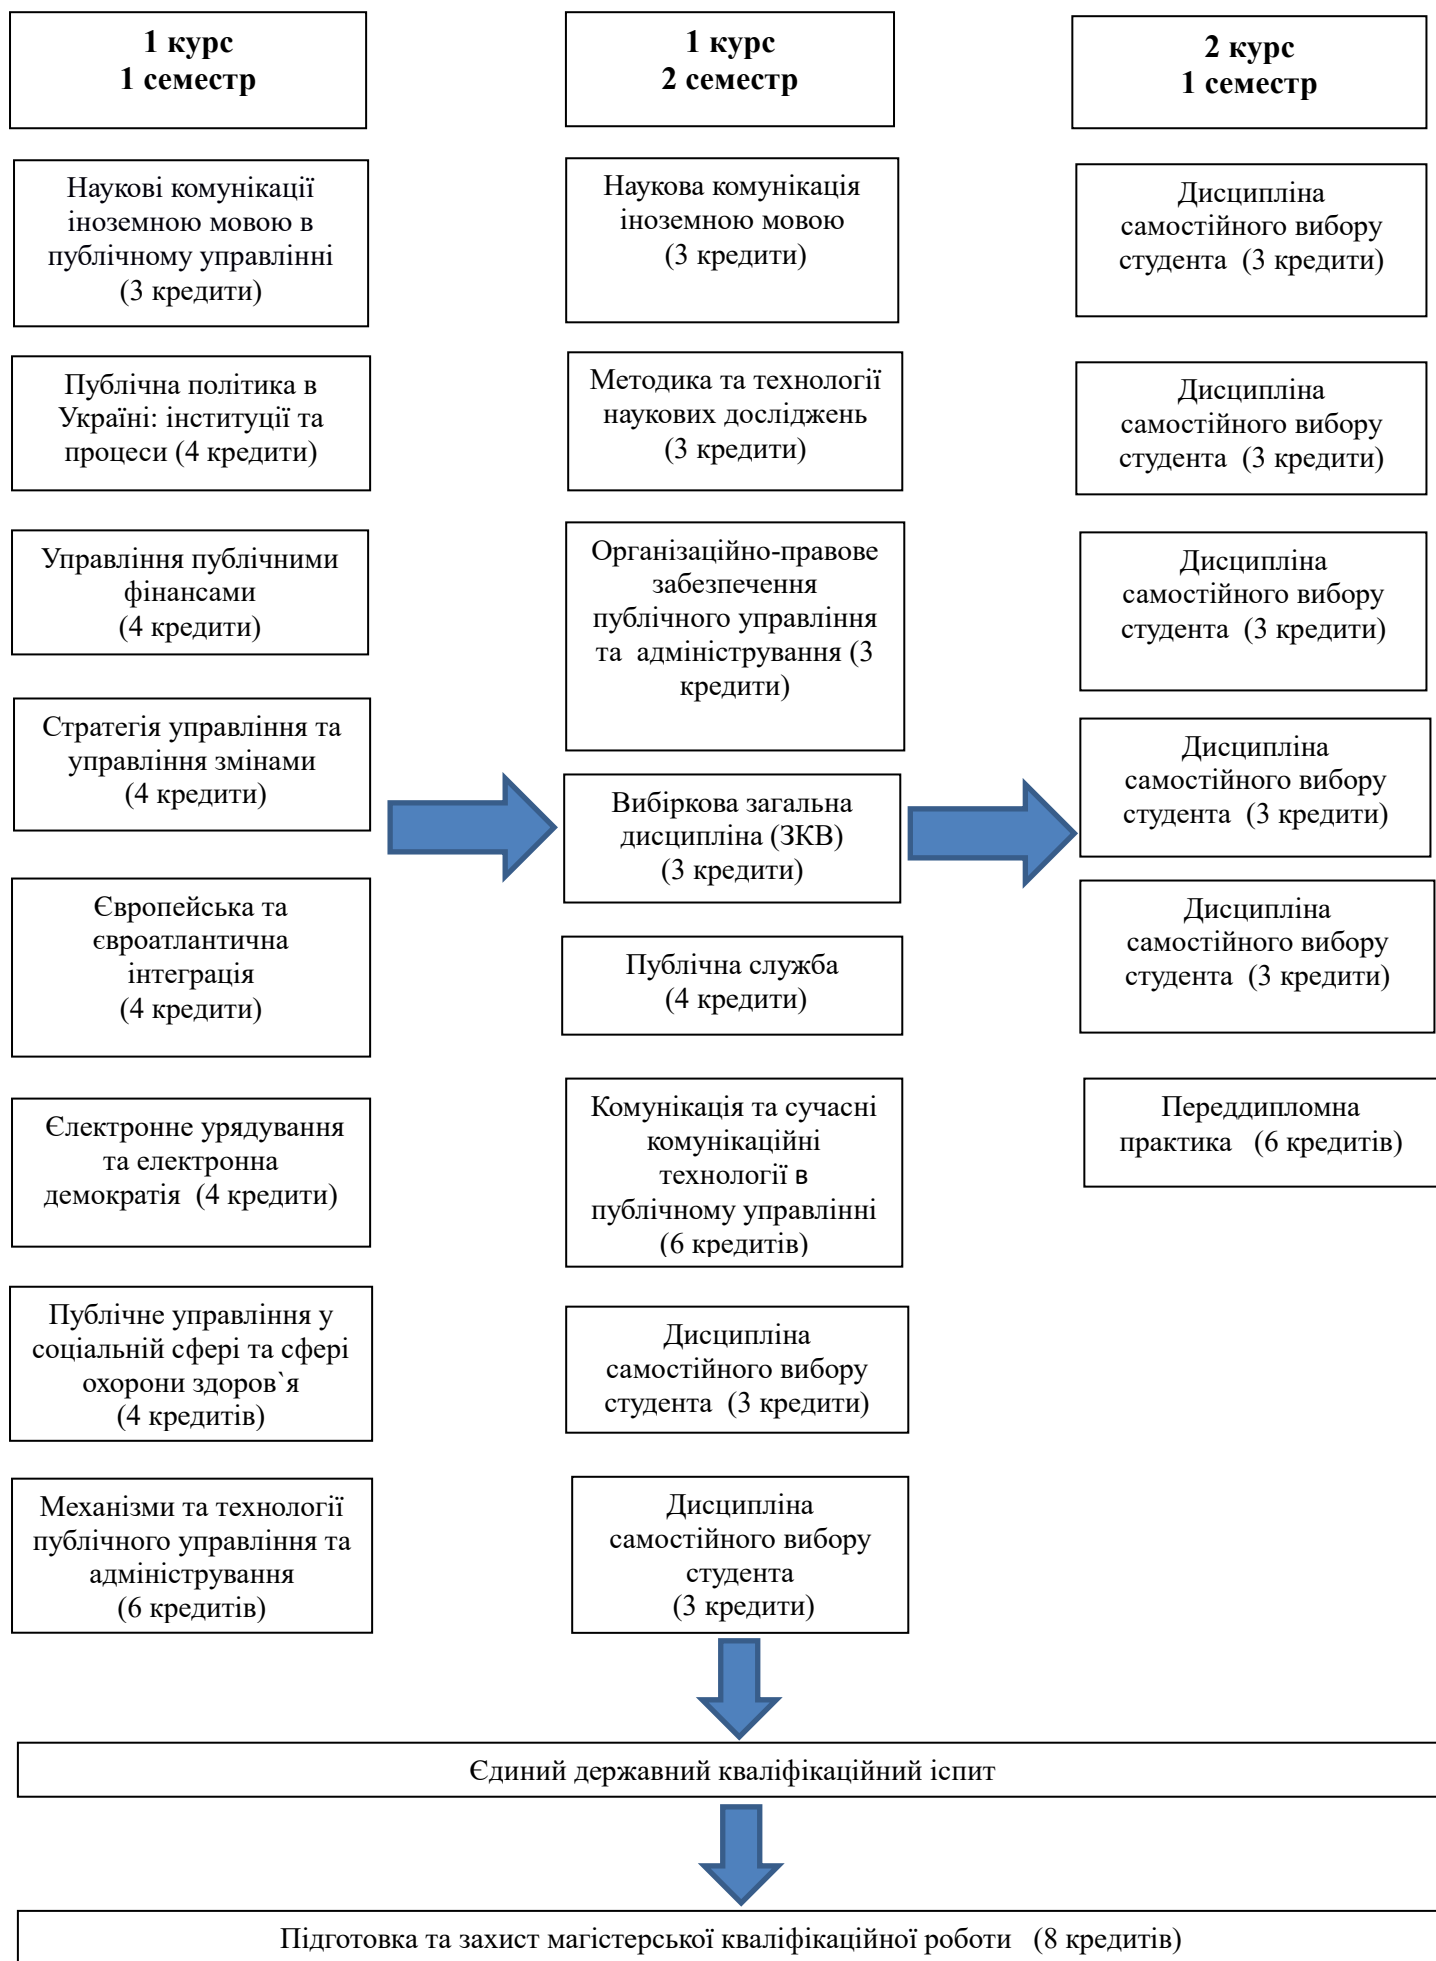 1 курс
1 семестр
1 курс
2 семестр
2 курс
1 семестр
Наукові комунікації
іноземною мовою в
публічному управлінні
(3 кредити)
Публічна політика в
Україні: інституції та
процеси (4 кредити)
Управління публічними
фінансами
(4 кредити)
Стратегія управління та
управління змінами
(4 кредити)
Європейська та
євроатлантична
інтеграція
(4 кредити)
Єлектронне урядування
та електронна
демократія (4 кредити)
Публічне управління у
соціальній сфері та сфері
охорони здоров`я
(4 кредитів)
Механізми та технології
публічного управління та
адміністрування
(6 кредитів)
Наукова комунікація
іноземною мовою
(3 кредити)
Методика та технології
наукових досліджень
(3 кредити)
Організаційно-правове
забезпечення
публічного управління
та адміністрування (3
кредити)
Вибіркова загальна
дисципліна (ЗКВ)
(3 кредити)
Публічна служба
(4 кредити)
Комунікація та сучасні
комунікаційні
технології в
публічному управлінні
(6 кредитів)
Дисципліна
самостійного вибору
студента (3 кредити)
Дисципліна
самостійного вибору
студента
(3 кредити)
Дисципліна
самостійного вибору
студента (3 кредити)
Дисципліна
самостійного вибору
студента (3 кредити)
Дисципліна
самостійного вибору
студента (3 кредити)
Дисципліна
самостійного вибору
студента (3 кредити)
Дисципліна
самостійного вибору
студента (3 кредити)
Переддипломна
практика (6 кредитів)
Єдиний державний кваліфікаційний іспит
Підготовка та захист магістерської кваліфікаційної роботи (8 кредитів)